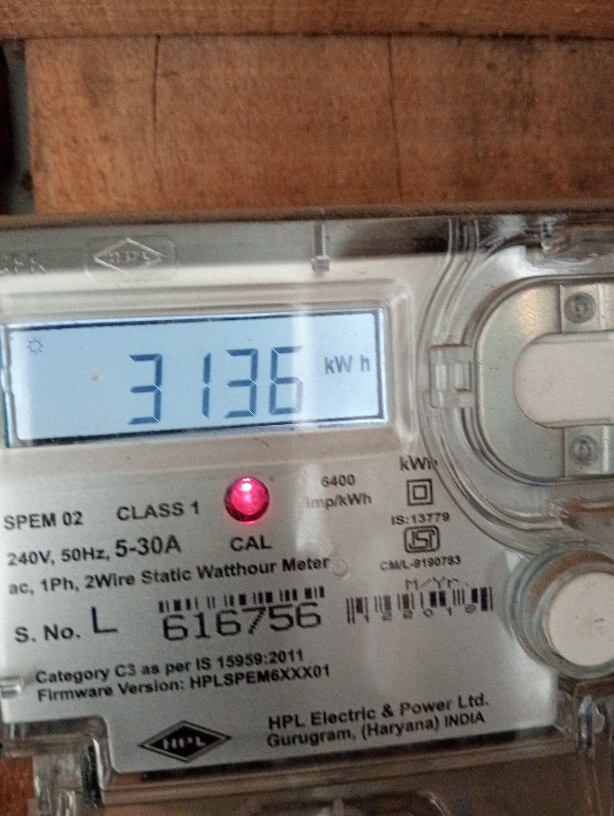 HPL
3136 kWh
6400
imp/kWh
kWh
SPEM 02 CLASS 1
IS:13779
240V, 50Hz, 5-30A CAL
CM/L-9190783
ac, 1Ph, 2Wire Static Watthour Meter
M/Yr.
S. No. L 616756
Category C3 as per IS 15959:2011
Firmware Version: HPLSPEM6XXX01
HPL
HPL Electric & Power Ltd.
Gurugram, (Haryana) INDIA